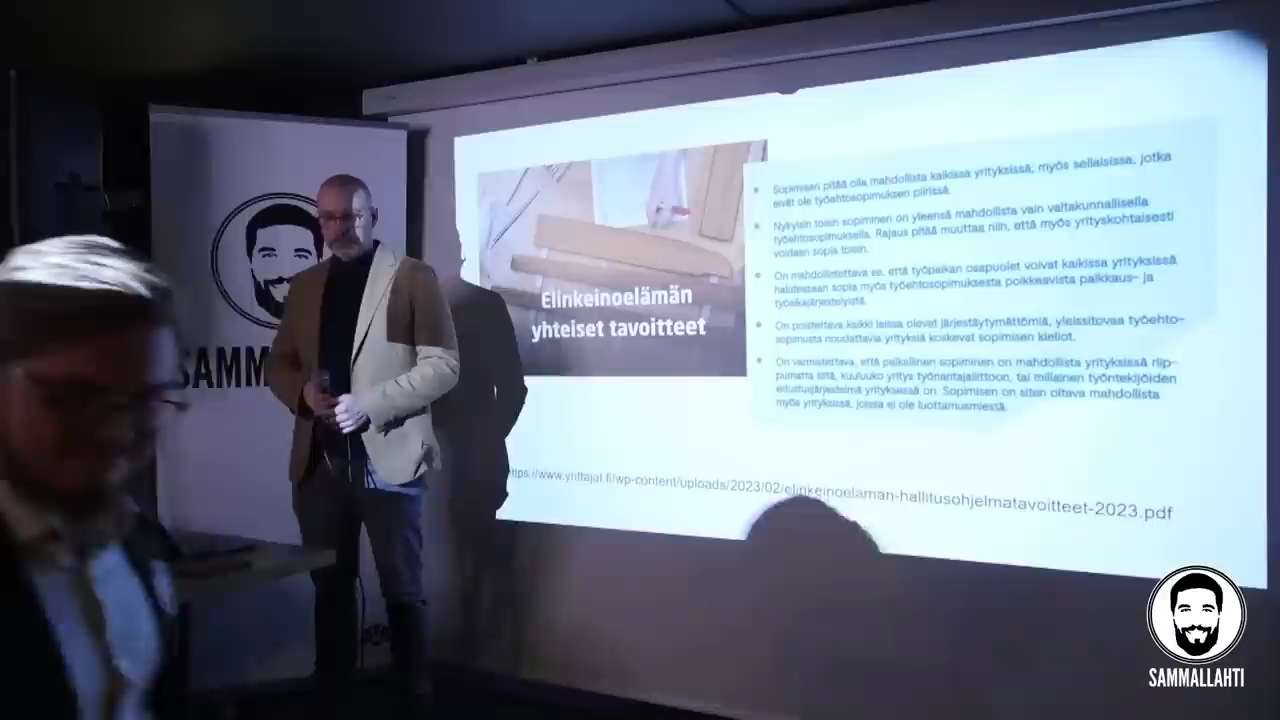 SAMM
Elinkeinoelämän
yhteiset tavoitteet
Sopimisen pitää olla mahdollista kaikissa yrityksissä, myös sellaisissa, jotka
eivät ole työehtosopimuksen piirissä.
Nykyisin toisin sopiminen on yleensä mahdollista vain valtakunnallisella
työehtosopimuksella. Rajaus pitää muuttaa niin, että myös yrityskohtaisesti
voidaan sopia toisin.
On mahdollistettava se, että työpaikan osapuolet voivat kaikissa yrityksissä
halutessaan sopia myös työehtosopimuksesta poikkeavista palkkaus- ja
työaikajärjestelyistä.
On poistettava kaikki laissa olevat järjestäytymättömiä, yleissitovaa työehto-
sopimusta noudattavia yrityksiä koskevat sopimisen kiellot.
On varmistettava, että paikallinen sopiminen on mahdollista yrityksissä riip-
pumatta siitä, kuuluuko yritys työnantajaliittoon, tai millainen työntekijöiden
edustusjärjestelmä yrityksessä on. Sopimisen on siten oltava mahdollista
myös yrityksissä, joissa ei ole luottamusmiestä.
ttps://www.yrittajat.fi/wp-content/uploads/2023/02/elinkeinoelaman-hallitusohjelmatavoitteet-2023.pdf
SAMMALLAHTI